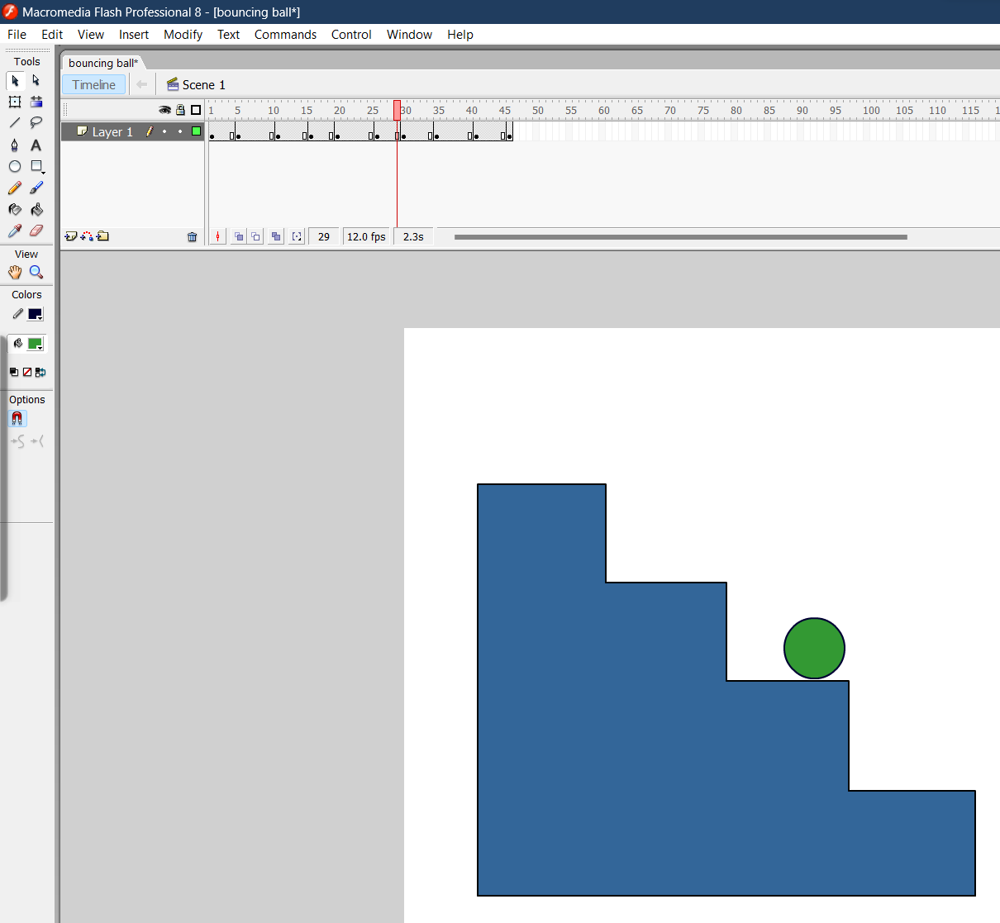 Macromedia Flash Professional 8 - [bouncing ball*]
File Edit View Insert Modify Text Commands Control Window Help
Tools
bouncing ball*
Timeline
Scene 1
1 5 10 15 20 25 30 35 40 45 50 55 60 65 70 75 80 85 90 95 100 105 110 115 1
Layer 1
29 12.0 fps 2.3s
View
Colors
Options